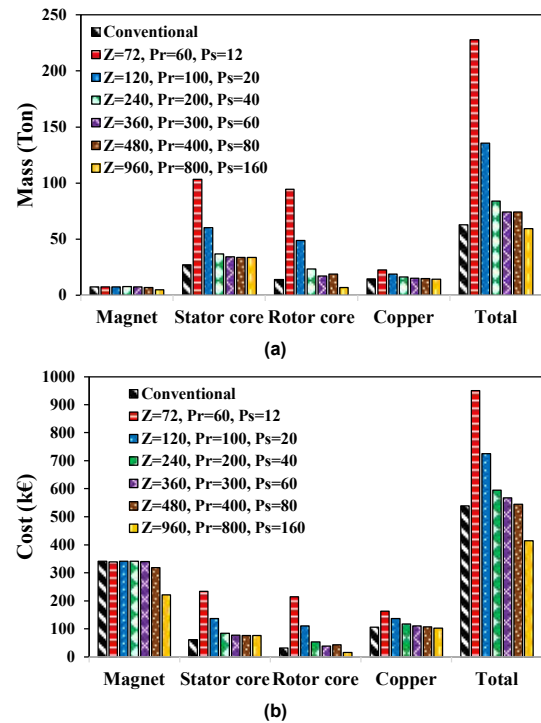 250
200
150
100
50
0
Mass (Ton)
Conventional
Z=72, Pr=60, Ps=12
Z=120, Pr=100, Ps=20
Z=240, Pr=200, Ps=40
Z=360, Pr=300, Ps=60
Z=480, Pr=400, Ps=80
Z=960, Pr=800, Ps=160
Magnet Stator core Rotor core Copper Total
(a)
1000
900
800
700
600
500
400
300
200
100
0
Cost (k€)
Conventional
Z=72, Pr=60, Ps=12
Z=120, Pr=100, Ps=20
Z=240, Pr=200, Ps=40
Z=360, Pr=300, Ps=60
Z=480, Pr=400, Ps=80
Z=960, Pr=800, Ps=160
Magnet Stator core Rotor core Copper Total
(b)